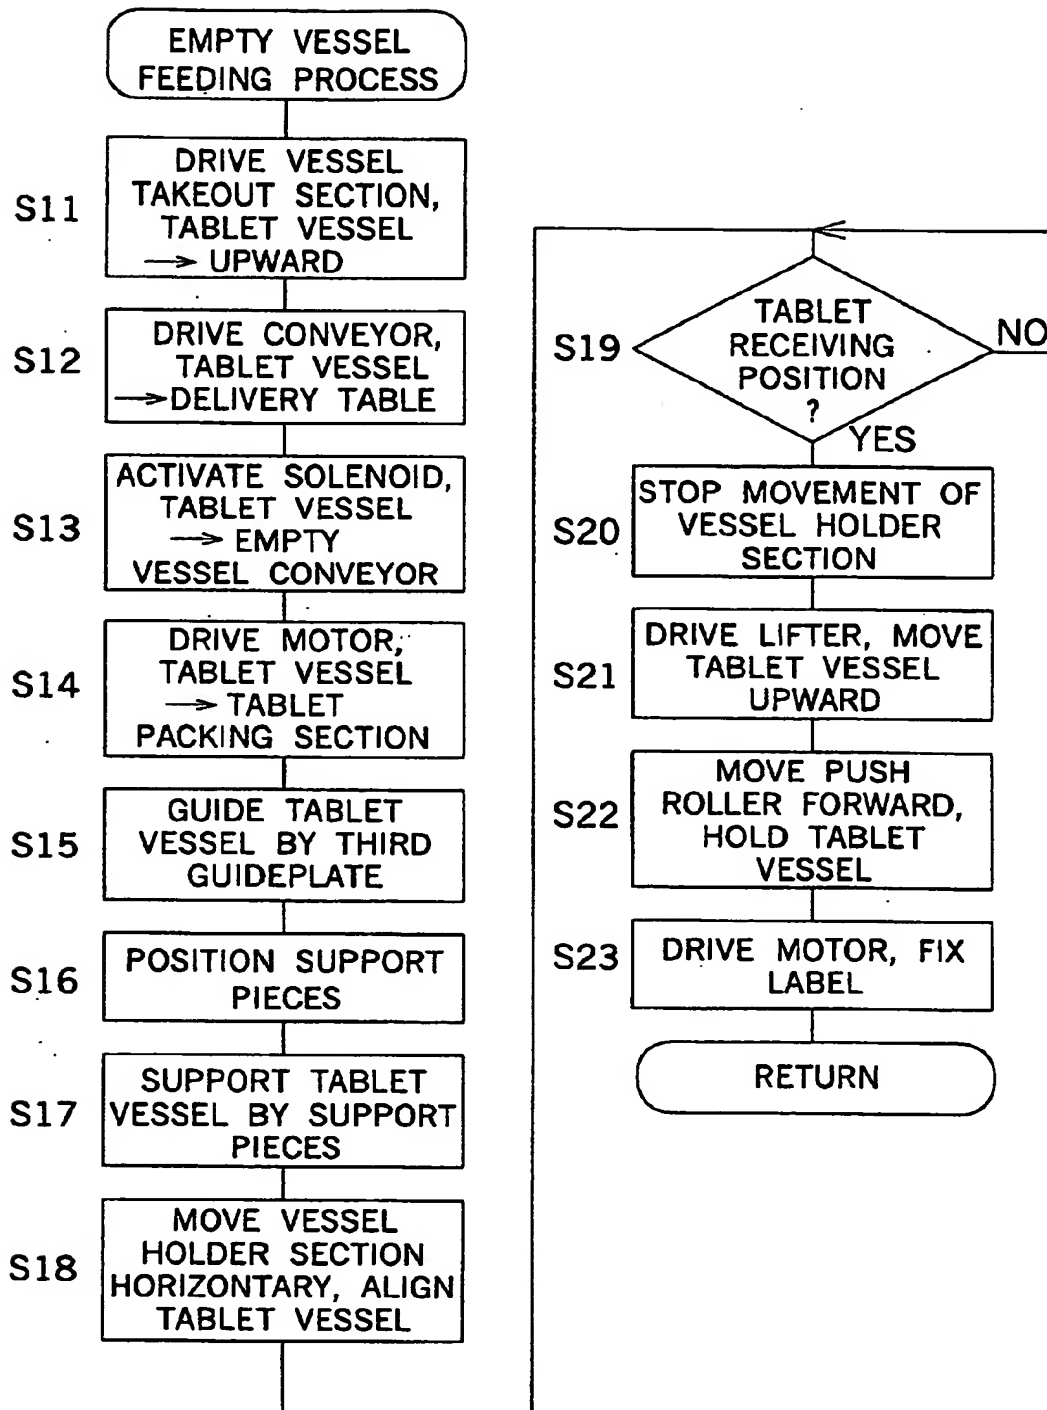 EMPTY VESSEL
FEEDING PROCESS
S11
DRIVE VESSEL
TAKEOUT SECTION,
TABLET VESSEL
→ UPWARD
S12
DRIVE CONVEYOR,
TABLET VESSEL
→ DELIVERY TABLE
S13
ACTIVATE SOLENOID,
TABLET VESSEL
→ EMPTY
VESSEL CONVEYOR
S14
DRIVE MOTOR,
TABLET VESSEL
→ TABLET
PACKING SECTION
S15
GUIDE TABLET
VESSEL BY THIRD
GUIDEPLATE
S16
POSITION SUPPORT
PIECES
S17
SUPPORT TABLET
VESSEL BY SUPPORT
PIECES
S18
MOVE VESSEL
HOLDER SECTION
HORIZONTARY, ALIGN
TABLET VESSEL
S19
TABLET
RECEIVING
POSITION
?
NO
YES
S20
STOP MOVEMENT OF
VESSEL HOLDER
SECTION
S21
DRIVE LIFTER, MOVE
TABLET VESSEL
UPWARD
S22
MOVE PUSH
ROLLER FORWARD,
HOLD TABLET
VESSEL
S23
DRIVE MOTOR, FIX
LABEL
RETURN